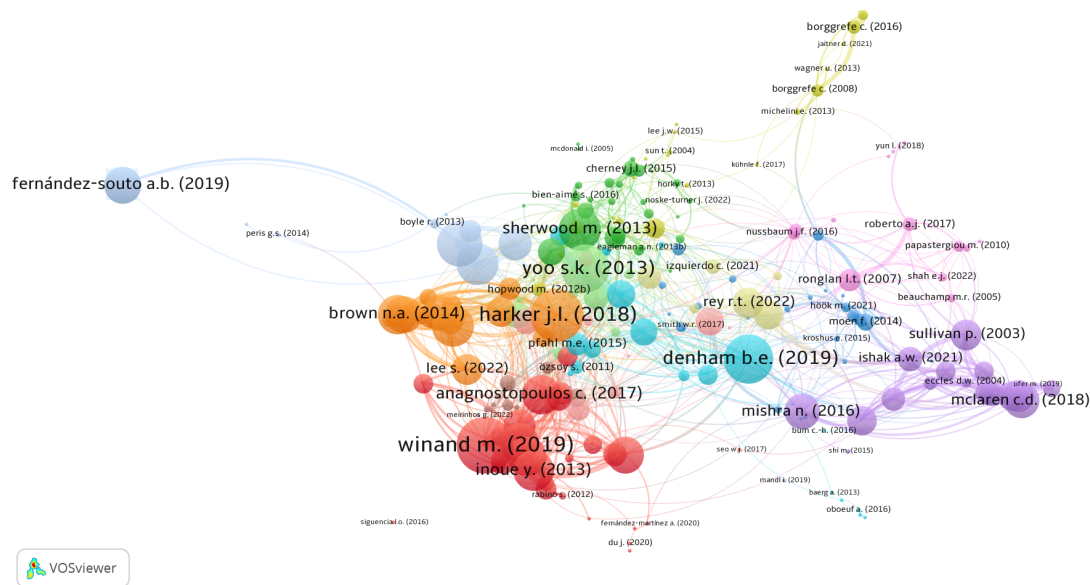 borggrefe c. (2016)
jaitner d. (2021)
wagner u. (2013)
borggrefe c. (2008)
michelini e. (2013)
lee j.w. (2015)
mcdonald i. (2005)
sun t. (2004)
yun l. (2018)
kühnle f. (2017)
cherney j.l. (2015)
fernández-souto a.b. (2019)
horky t. (2013)
bien-aimé s. (2016)
noske-turner j. (2022)
boyle r. (2013)
peris g.s. (2014)
sherwood m. (2013)
nussbaum j.f. (2016)
roberto a.j. (2017)
eagleman a.n. (2013b)
papastergiou m. (2010)
yoo s.k. (2013)
izquierdo c. (2021)
ronglan l.t. (2007)
shah e.j. (2022)
hopwood m. (2012b)
beauchamp m.r. (2005)
rey r.t. (2022)
höök m. (2021)
brown n.a. (2014)
harker j.l. (2018)
smith w.r. (2017)
moen f. (2014)
sullivan p. (2003)
kroshus e. (2015)
pfahl m.e. (2015)
denham b.e. (2019)
ishak a.w. (2021)
lee s. (2022)
özsoy s. (2011)
eccles d.w. (2004)
ufer m. (2019)
anagnostopoulos c. (2017)
mclaren c.d. (2018)
meirinhos g. (2022)
mishra n. (2016)
bum c.-h. (2016)
winand m. (2019)
seo w.j. (2017)
shi m. (2015)
inoue y. (2013)
mandl i. (2019)
rabino s. (2012)
baerg a. (2013)
oboeuf a. (2016)
siguencia l.o. (2016)
fernández-martínez a. (2020)
du j. (2020)
VOSviewer